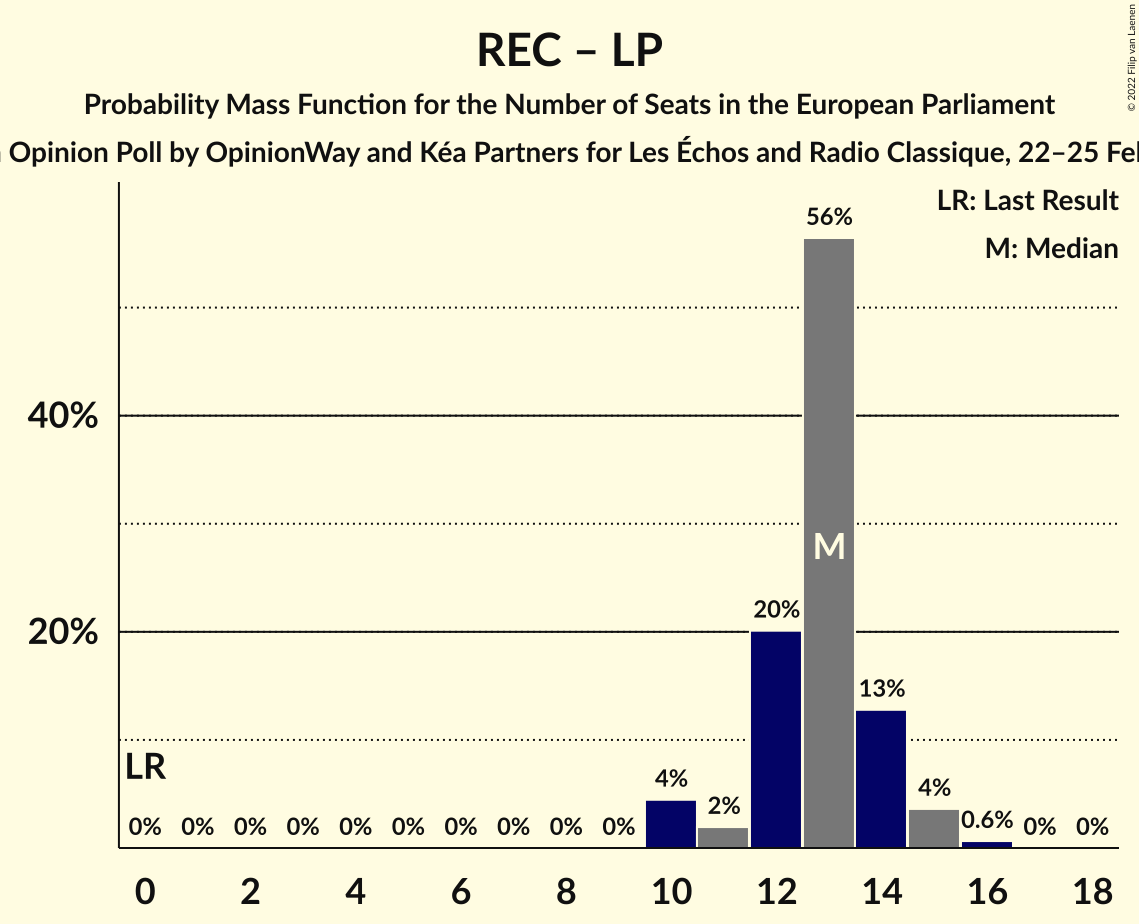 REC – LP
Probability Mass Function for the Number of Seats in the European Parliament
Opinion Poll by OpinionWay and Kéa Partners for Les Échos and Radio Classique, 22–25
© 2022 Filip van Laenen
LR: Last Result
M: Median
56%
40%
M
20%
20%
13%
LR
4%
2%
4%
0.6%
0% 0% 0% 0% 0% 0% 0% 0% 0% 0% 0% 0%
0 2 4 6 8 10 12 14 16 18